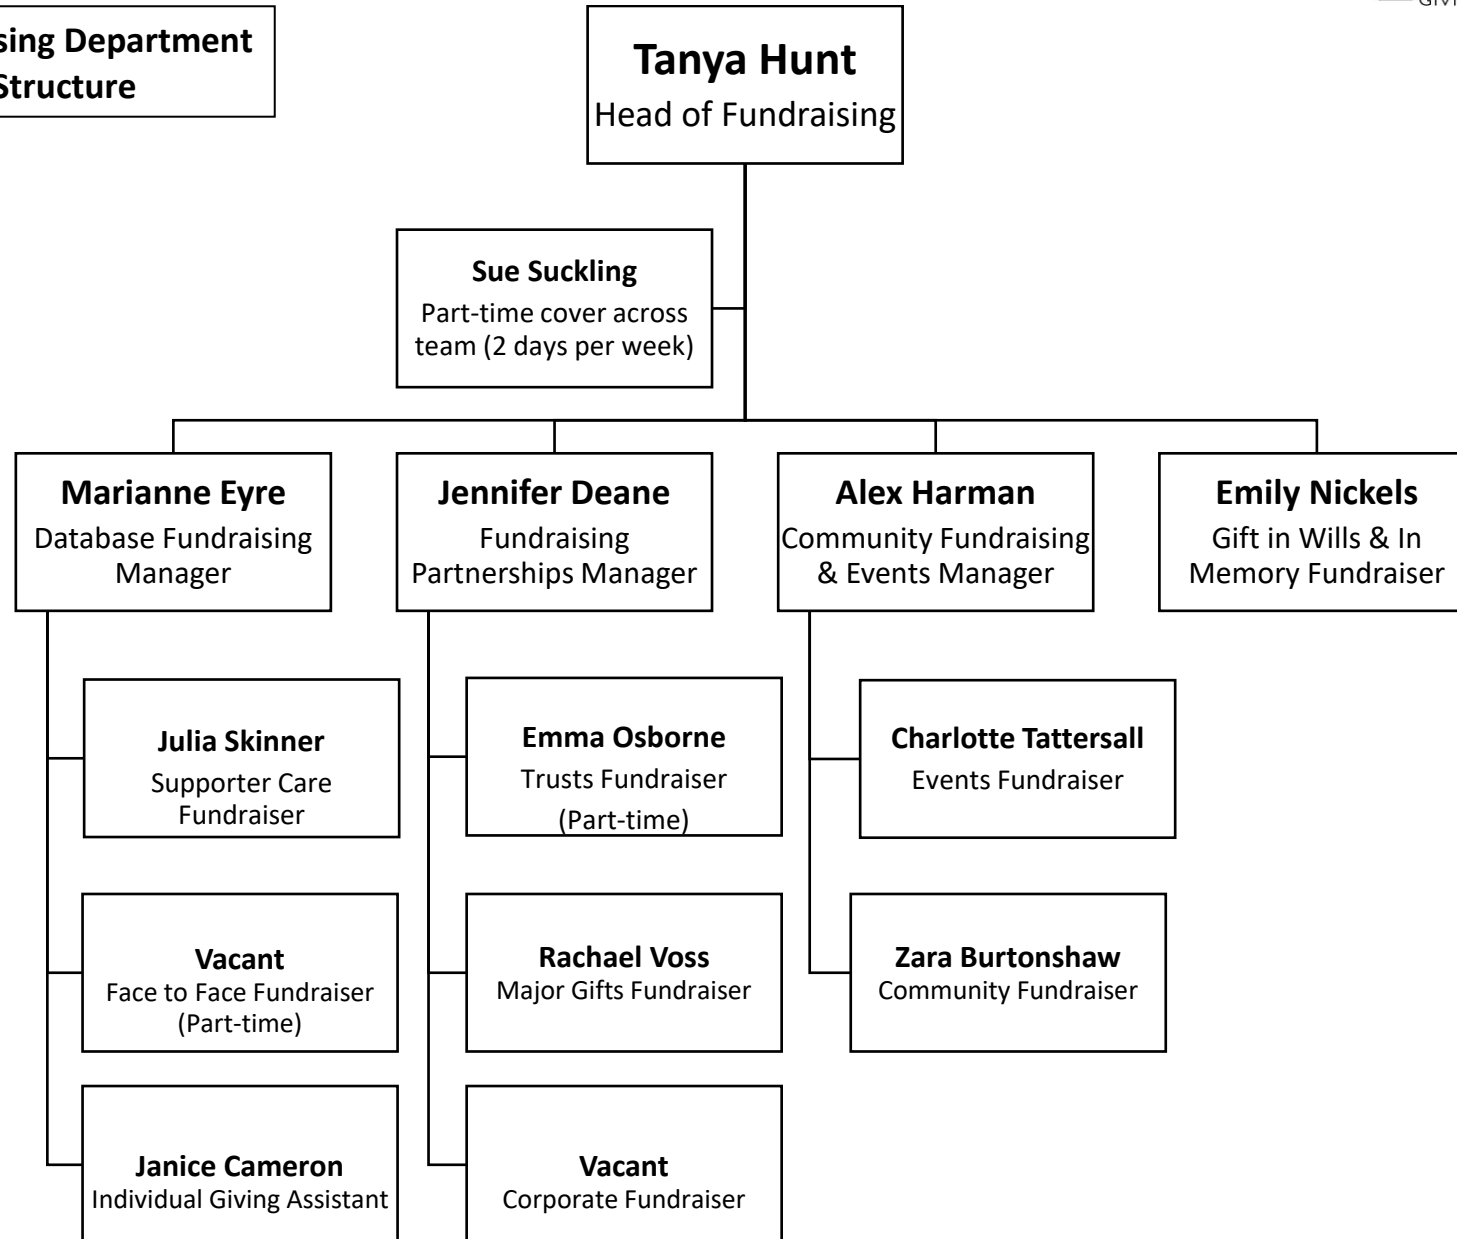 sing Department
Structure
Tanya Hunt
Head of Fundraising
Sue Suckling
Part-time cover across
team (2 days per week)
Marianne Eyre
Database Fundraising
Manager
Jennifer Deane
Fundraising
Partnerships Manager
Alex Harman
Community Fundraising
& Events Manager
Emily Nickels
Gift in Wills & In
Memory Fundraiser
Julia Skinner
Supporter Care
Fundraiser
Emma Osborne
Trusts Fundraiser
(Part-time)
Charlotte Tattersall
Events Fundraiser
Vacant
Face to Face Fundraiser
(Part-time)
Rachael Voss
Major Gifts Fundraiser
Zara Burtonshaw
Community Fundraiser
Janice Cameron
Individual Giving Assistant
Vacant
Corporate Fundraiser